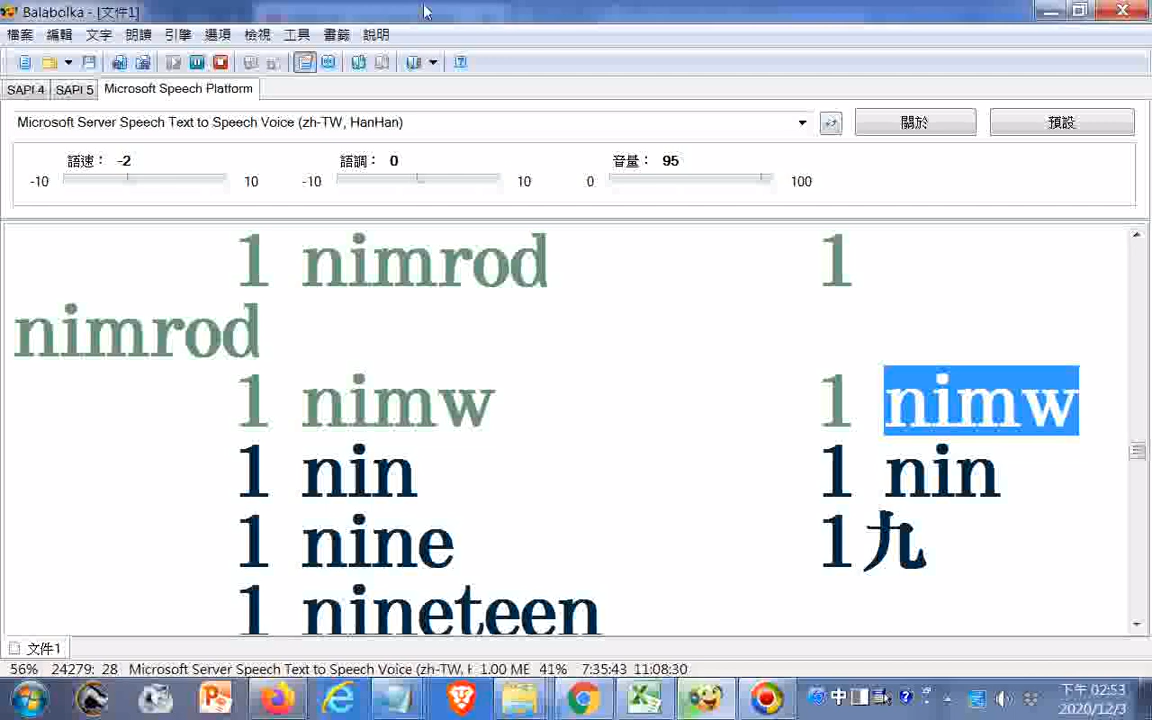 Balabolka - [文件1]
檔案 編輯 文字 朗讀 引擎 選項 檢視 工具 書籤 說明
SAPI 4 SAPI 5 Microsoft Speech Platform
Microsoft Server Speech Text to Speech Voice (zh-TW, HanHan) 關於 預設
語速： -2 語調： 0 音量： 95
-10 10 -10 10 0 100
1 nimrod 1
nimrod
1 nimw 1 nimw
1 nin 1 nin
1 nine 1九
1 nineteen
文件1
56% 24279: 28 Microsoft Server Speech Text to Speech Voice (zh-TW, 1.00 ME 41% 7:35:43 11:08:30
中 下午 02:53
2020/12/3